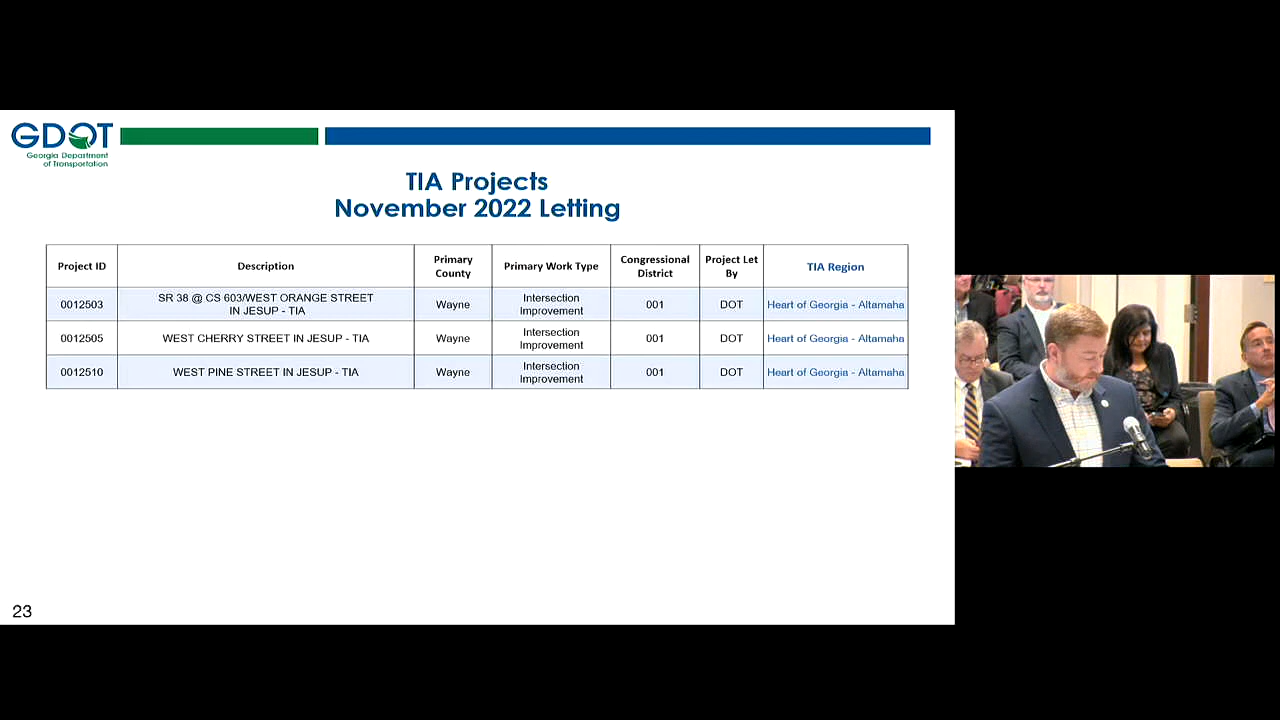 GDOT
Georgia Department
of Transportation
TIA Projects
November 2022 Letting
Project ID
Description
Primary
County
Primary Work Type
Congressional
District
Project Let
By
TIA Region
0012503
SR 38 @ CS 603/WEST ORANGE STREET
IN JESUP - TIA
Wayne
Intersection
Improvement
001
DOT
Heart of Georgia - Altamaha
0012505
WEST CHERRY STREET IN JESUP - TIA
Wayne
Intersection
Improvement
001
DOT
Heart of Georgia - Altamaha
0012510
WEST PINE STREET IN JESUP - TIA
Wayne
Intersection
Improvement
001
DOT
Heart of Georgia - Altamaha
23